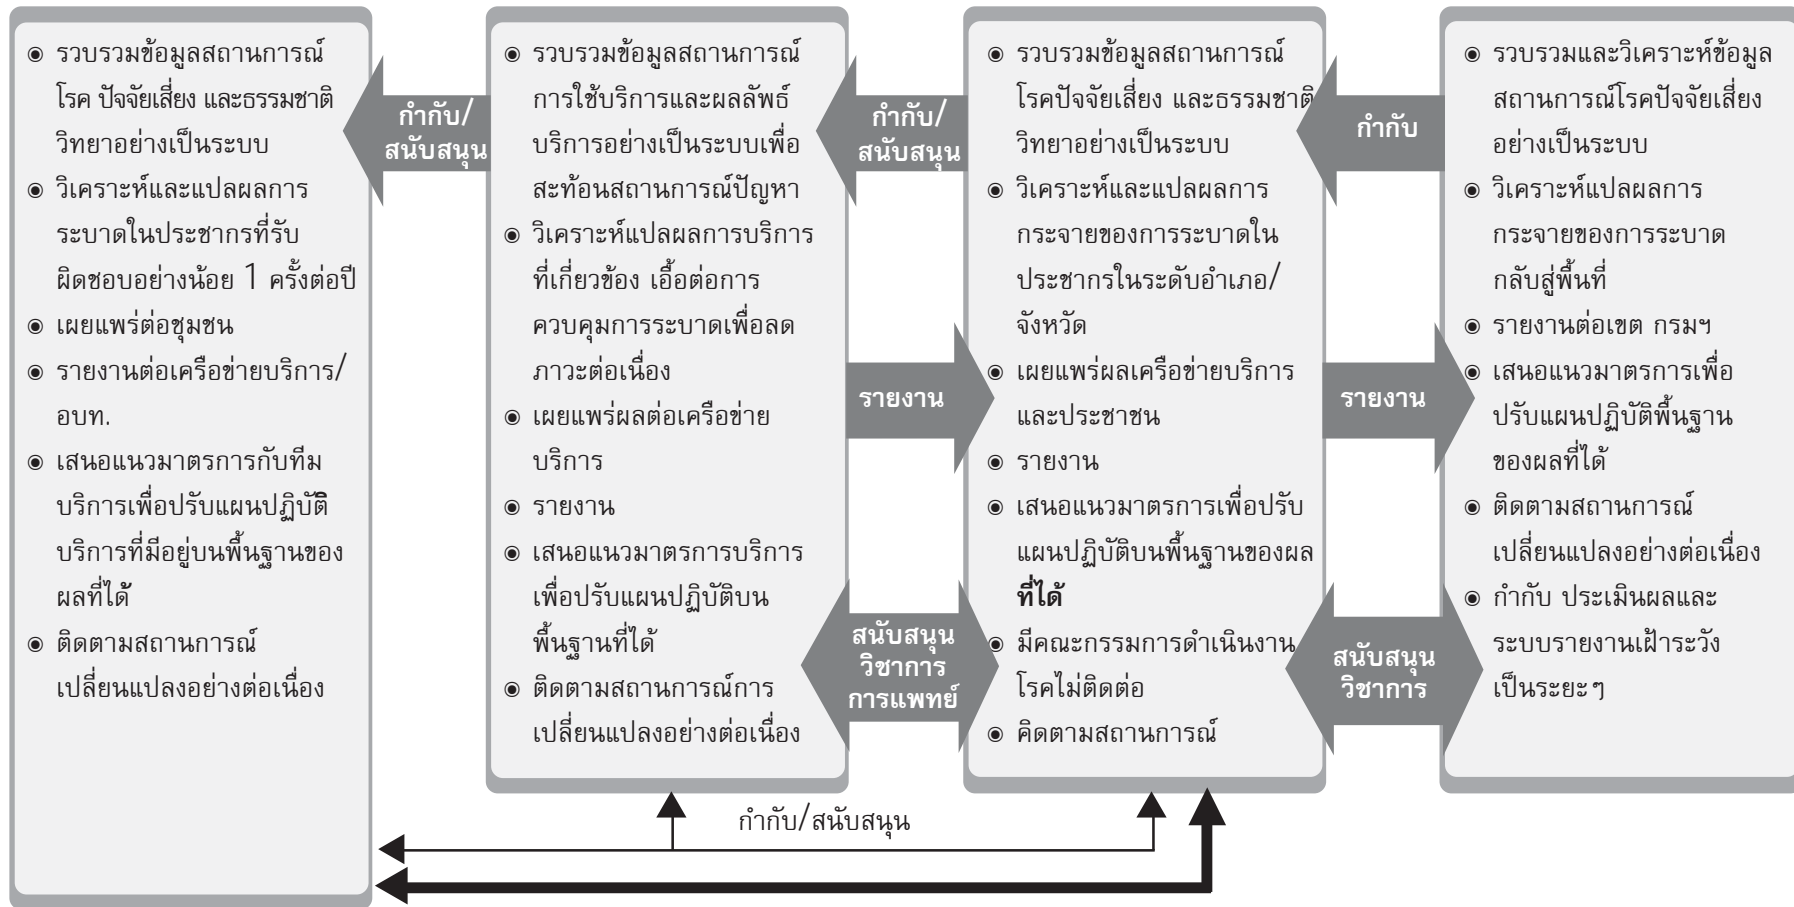 ◉ รวบรวมข้อมูลสถานการณ์
โรค ปัจจัยเสี่ยง และธรรมชาติ
วิทยาอย่างเป็นระบบ
◉ วิเคราะห์และแปลผลการ
ระบาดในประชากรที่รับ
ผิดชอบอย่างน้อย 1 ครั้งต่อปี
◉ เผยแพร่ต่อชุมชน
◉ รายงานต่อเครือข่ายบริการ/
อบท.
◉ เสนอแนวมาตรการกับทีม
บริการเพื่อปรับแผนปฏิบัติ
บริการที่มีอยู่บนพื้นฐานของ
ผลที่ได้
◉ ติดตามสถานการณ์
เปลี่ยนแปลงอย่างต่อเนื่อง
กำกับ/
สนับสนุน
◉ รวบรวมข้อมูลสถานการณ์
การใช้บริการและผลลัพธ์
บริการอย่างเป็นระบบเพื่อ
สะท้อนสถานการณ์ปัญหา
◉ วิเคราะห์แปลผลการบริการ
ที่เกี่ยวข้อง เอื้อต่อการ
ควบคุมการระบาดเพื่อลด
ภาวะต่อเนื่อง
◉ เผยแพร่ผลต่อเครือข่าย
บริการ
◉ รายงาน
◉ เสนอแนวมาตรการบริการ
เพื่อปรับแผนปฏิบัติบน
พื้นฐานที่ได้
◉ ติดตามสถานการณ์การ
เปลี่ยนแปลงอย่างต่อเนื่อง
กำกับ/
สนับสนุน
รายงาน
สนับสนุน
วิชาการ
การแพทย์
◉ รวบรวมข้อมูลสถานการณ์
โรคปัจจัยเสี่ยง และธรรมชาติ
วิทยาอย่างเป็นระบบ
◉ วิเคราะห์และแปลผลการ
กระจายของการระบาดใน
ประชากรในระดับอำเภอ/
จังหวัด
◉ เผยแพร่ผลเครือข่ายบริการ
และประชาชน
◉ รายงาน
◉ เสนอแนวมาตรการเพื่อปรับ
แผนปฏิบัติบนพื้นฐานของผล
ที่ได้
◉ มีคณะกรรมการดำเนินงาน
โรคไม่ติดต่อ
◉ คิดตามสถานการณ์
กำกับ
รายงาน
สนับสนุน
วิชาการ
◉ รวบรวมและวิเคราะห์ข้อมูล
สถานการณ์โรคปัจจัยเสี่ยง
อย่างเป็นระบบ
◉ วิเคราะห์แปลผลการ
กระจายของการระบาด
กลับสู่พื้นที่
◉ รายงานต่อเขต กรมฯ
◉ เสนอแนวมาตรการเพื่อ
ปรับแผนปฏิบัติพื้นฐาน
ของผลที่ได้
◉ ติดตามสถานการณ์
เปลี่ยนแปลงอย่างต่อเนื่อง
◉ กำกับ ประเมินผลและ
ระบบรายงานเฝ้าระวัง
เป็นระยะๆ
กำกับ/สนับสนุน